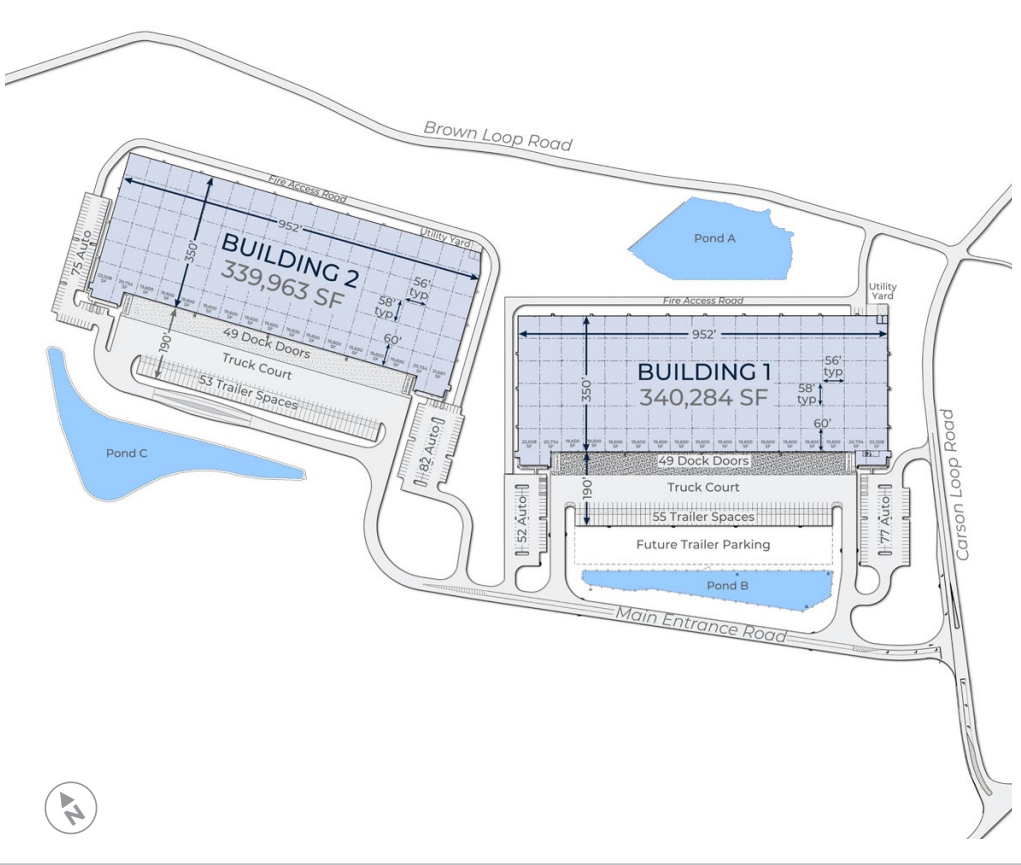 Brown Loop Road
Fire Access Road
Utility Yard
952'
350'
BUILDING 2
339,963 SF
56'
typ
58'
typ
60'
75 Auto
190'
49 Dock Doors
Truck Court
53 Trailer Spaces
82 Auto
Pond C
Pond A
Fire Access Road
Utility
Yard
952'
350'
BUILDING 1
340,284 SF
56'
typ
58'
typ
60'
49 Dock Doors
190'
Truck Court
55 Trailer Spaces
52 Auto
77 Auto
Future Trailer Parking
Pond B
Main Entrance Road
Carson Loop Road
N